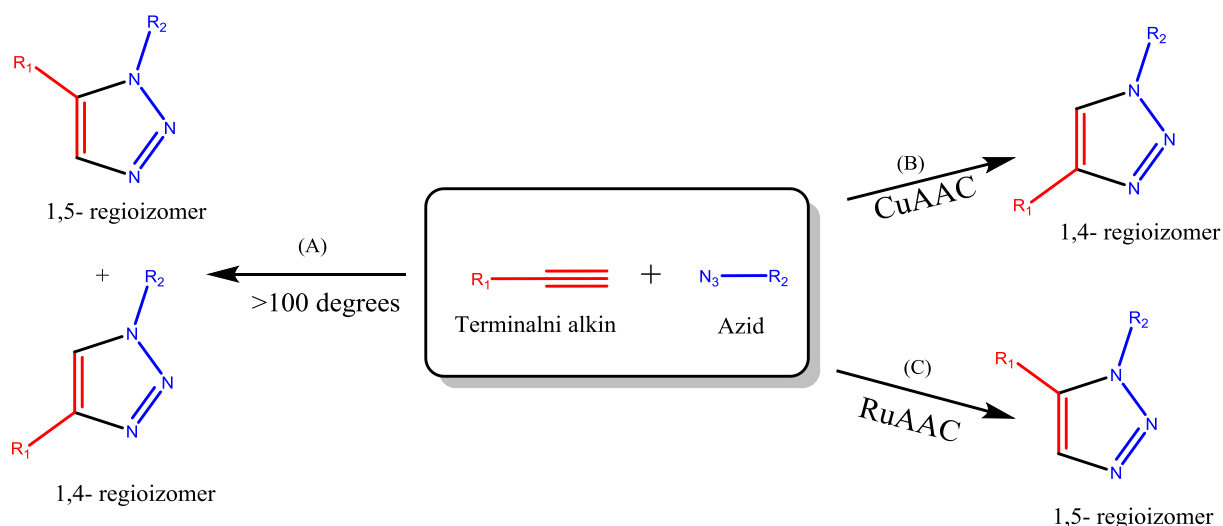 R₂
R₁
N
N
N
1,5- regioizomer
+
R₂
N
N
N
R₁
1,4- regioizomer
(A)
>100 degrees
R₁
+
N₃
R₂
Terminalni alkin
Azid
(B)
CuAAC
R₂
N
N
N
R₁
1,4- regioizomer
(C)
RuAAC
R₂
R₁
N
N
N
1,5- regioizomer